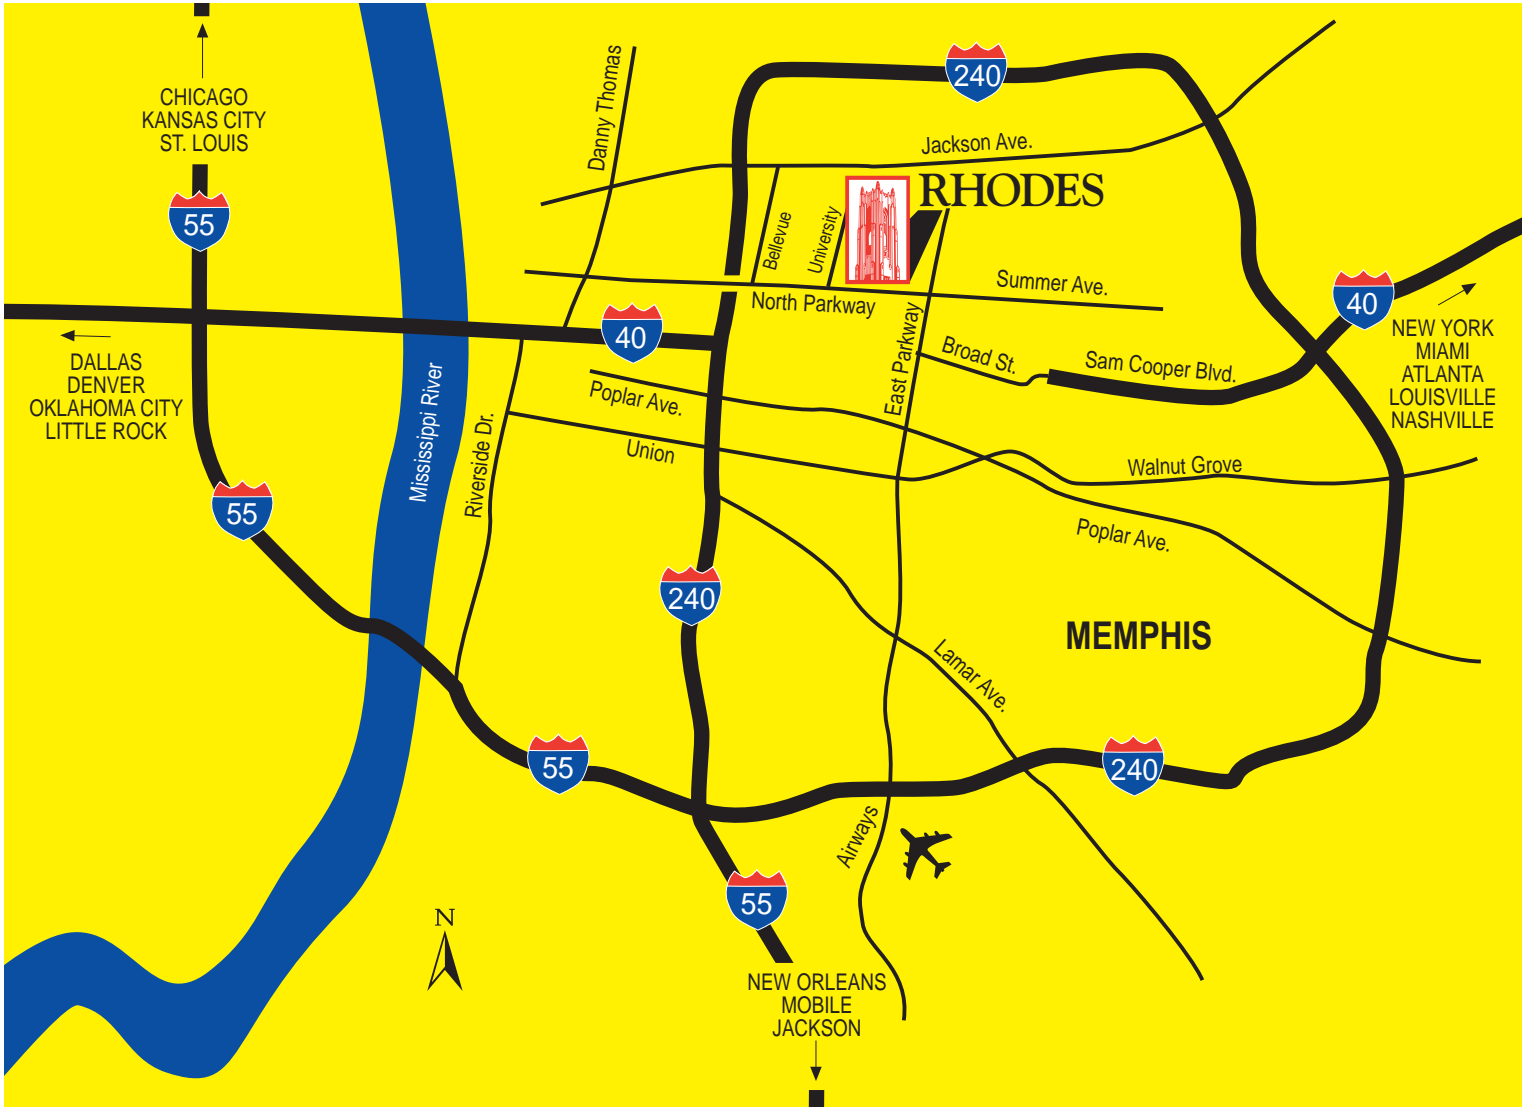 CHICAGO
KANSAS CITY
ST. LOUIS
55
Danny Thomas
240
Jackson Ave.
RHODES
Bellevue
University
North Parkway
Summer Ave.
40
NEW YORK
MIAMI
ATLANTA
LOUISVILLE
NASHVILLE
DALLAS
DENVER
OKLAHOMA CITY
LITTLE ROCK
40
Broad St.
Sam Cooper Blvd.
East Parkway
Poplar Ave.
Union
Mississippi River
Riverside Dr.
Walnut Grove
55
Poplar Ave.
240
MEMPHIS
Lamar Ave.
55
240
Airways
55
N
NEW ORLEANS
MOBILE
JACKSON